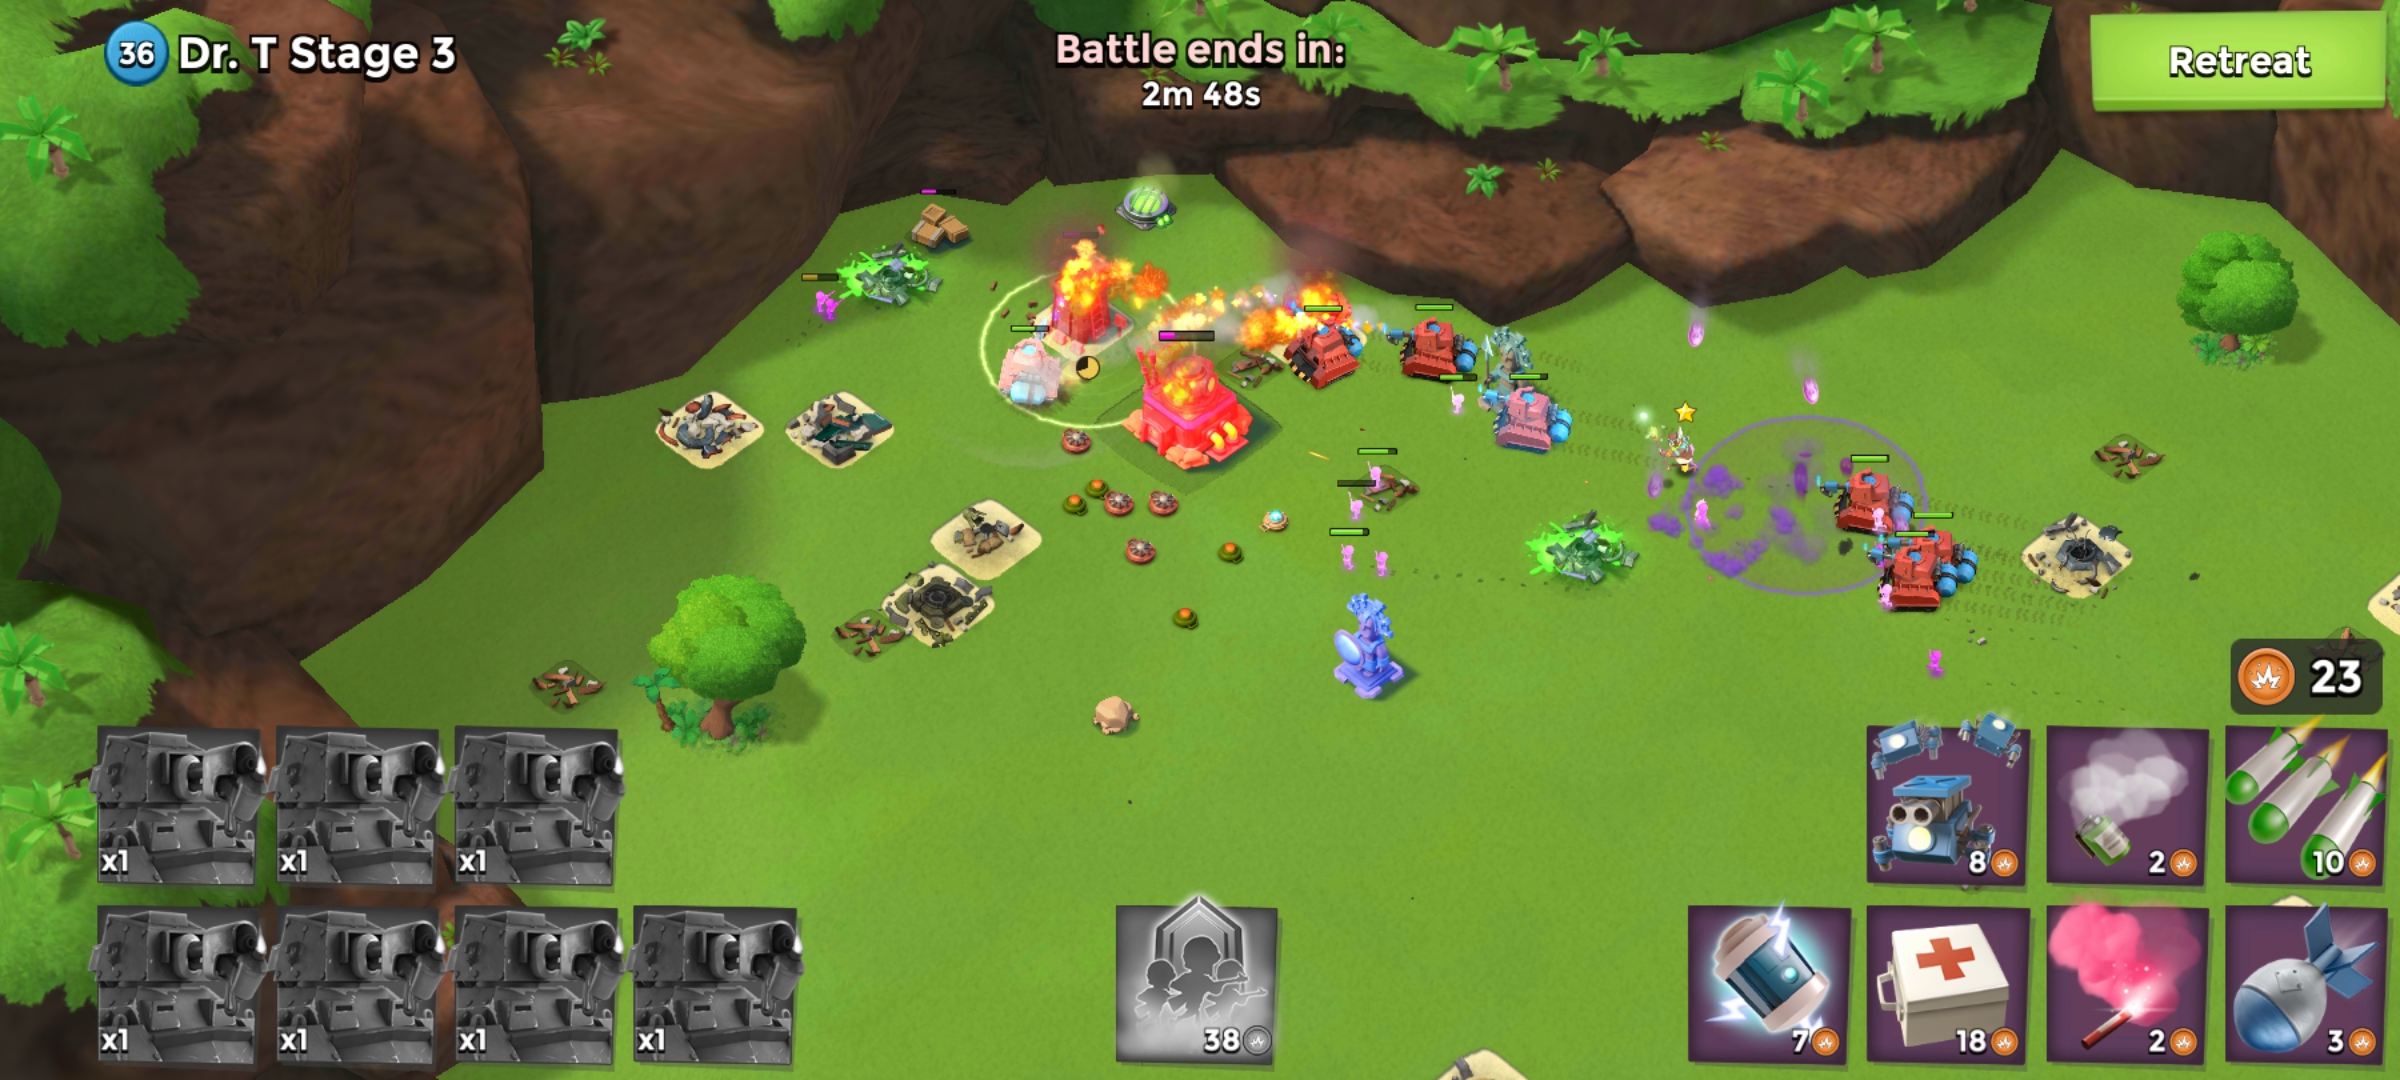 36 Dr. T Stage 3
Battle ends in:
2m 48s
Retreat
23
x1 x1 x1
8 2 10
x1 x1 x1 x1
38
7 18 2 3